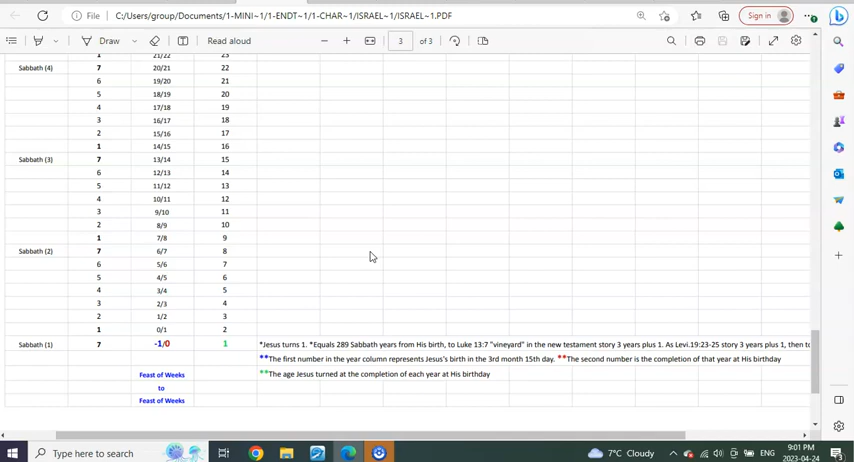 File C:/Users/group/Documents/1-MINI~1/1-ENDT~1/1-CHAR~1/ISRAEL~1/ISRAEL~1.PDF Sign in
Draw Read aloud 3 of 3
1 21/22 23
Sabbath (4) 7 20/21 22
6 19/20 21
5 18/19 20
4 17/18 19
3 16/17 18
2 15/16 17
1 14/15 16
Sabbath (3) 7 13/14 15
6 12/13 14
5 11/12 13
4 10/11 12
3 9/10 11
2 8/9 10
1 7/8 9
Sabbath (2) 7 6/7 8
6 5/6 7
5 4/5 6
4 3/4 5
3 2/3 4
2 1/2 3
1 0/1 2
Sabbath (1) 7 -1/0 1 *Jesus turns 1. *Equals 289 Sabbath years from His birth, to Luke 13:7 "vineyard" in the new testament story 3 years plus 1. As Levi.19:23-25 story 3 years plus 1, then to
**The first number in the year column represents Jesus's birth in the 3rd month 15th day. **The second number is the completion of that year at His birthday
Feast of Weeks **The age Jesus turned at the completion of each year at His birthday
to
Feast of Weeks
Type here to search 7°C Cloudy ENG 9:01 PM
2023-04-24 3